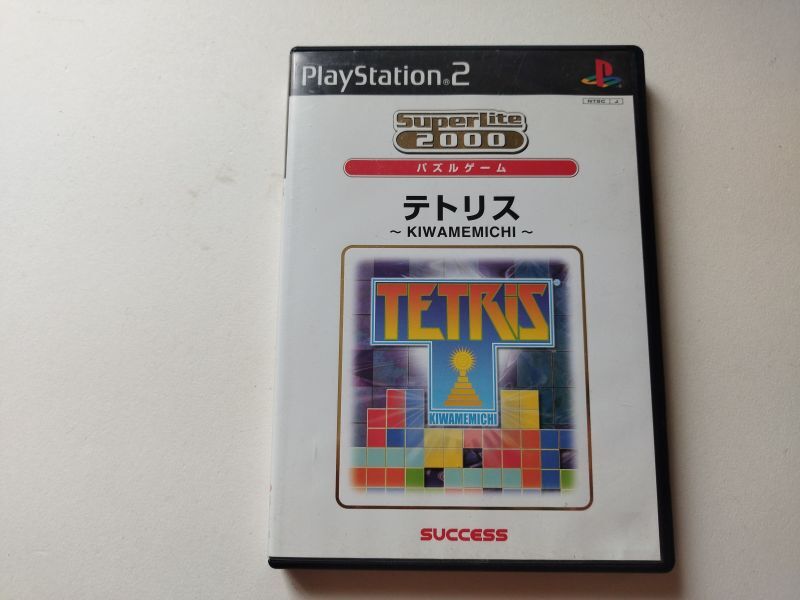 PlayStation®2
NTSC J
SuperLite
2000
パズルゲーム
テトリス
～ KIWAMEMICHI ～
TETRIS®
KIWAMEMICHI
SUCCESS